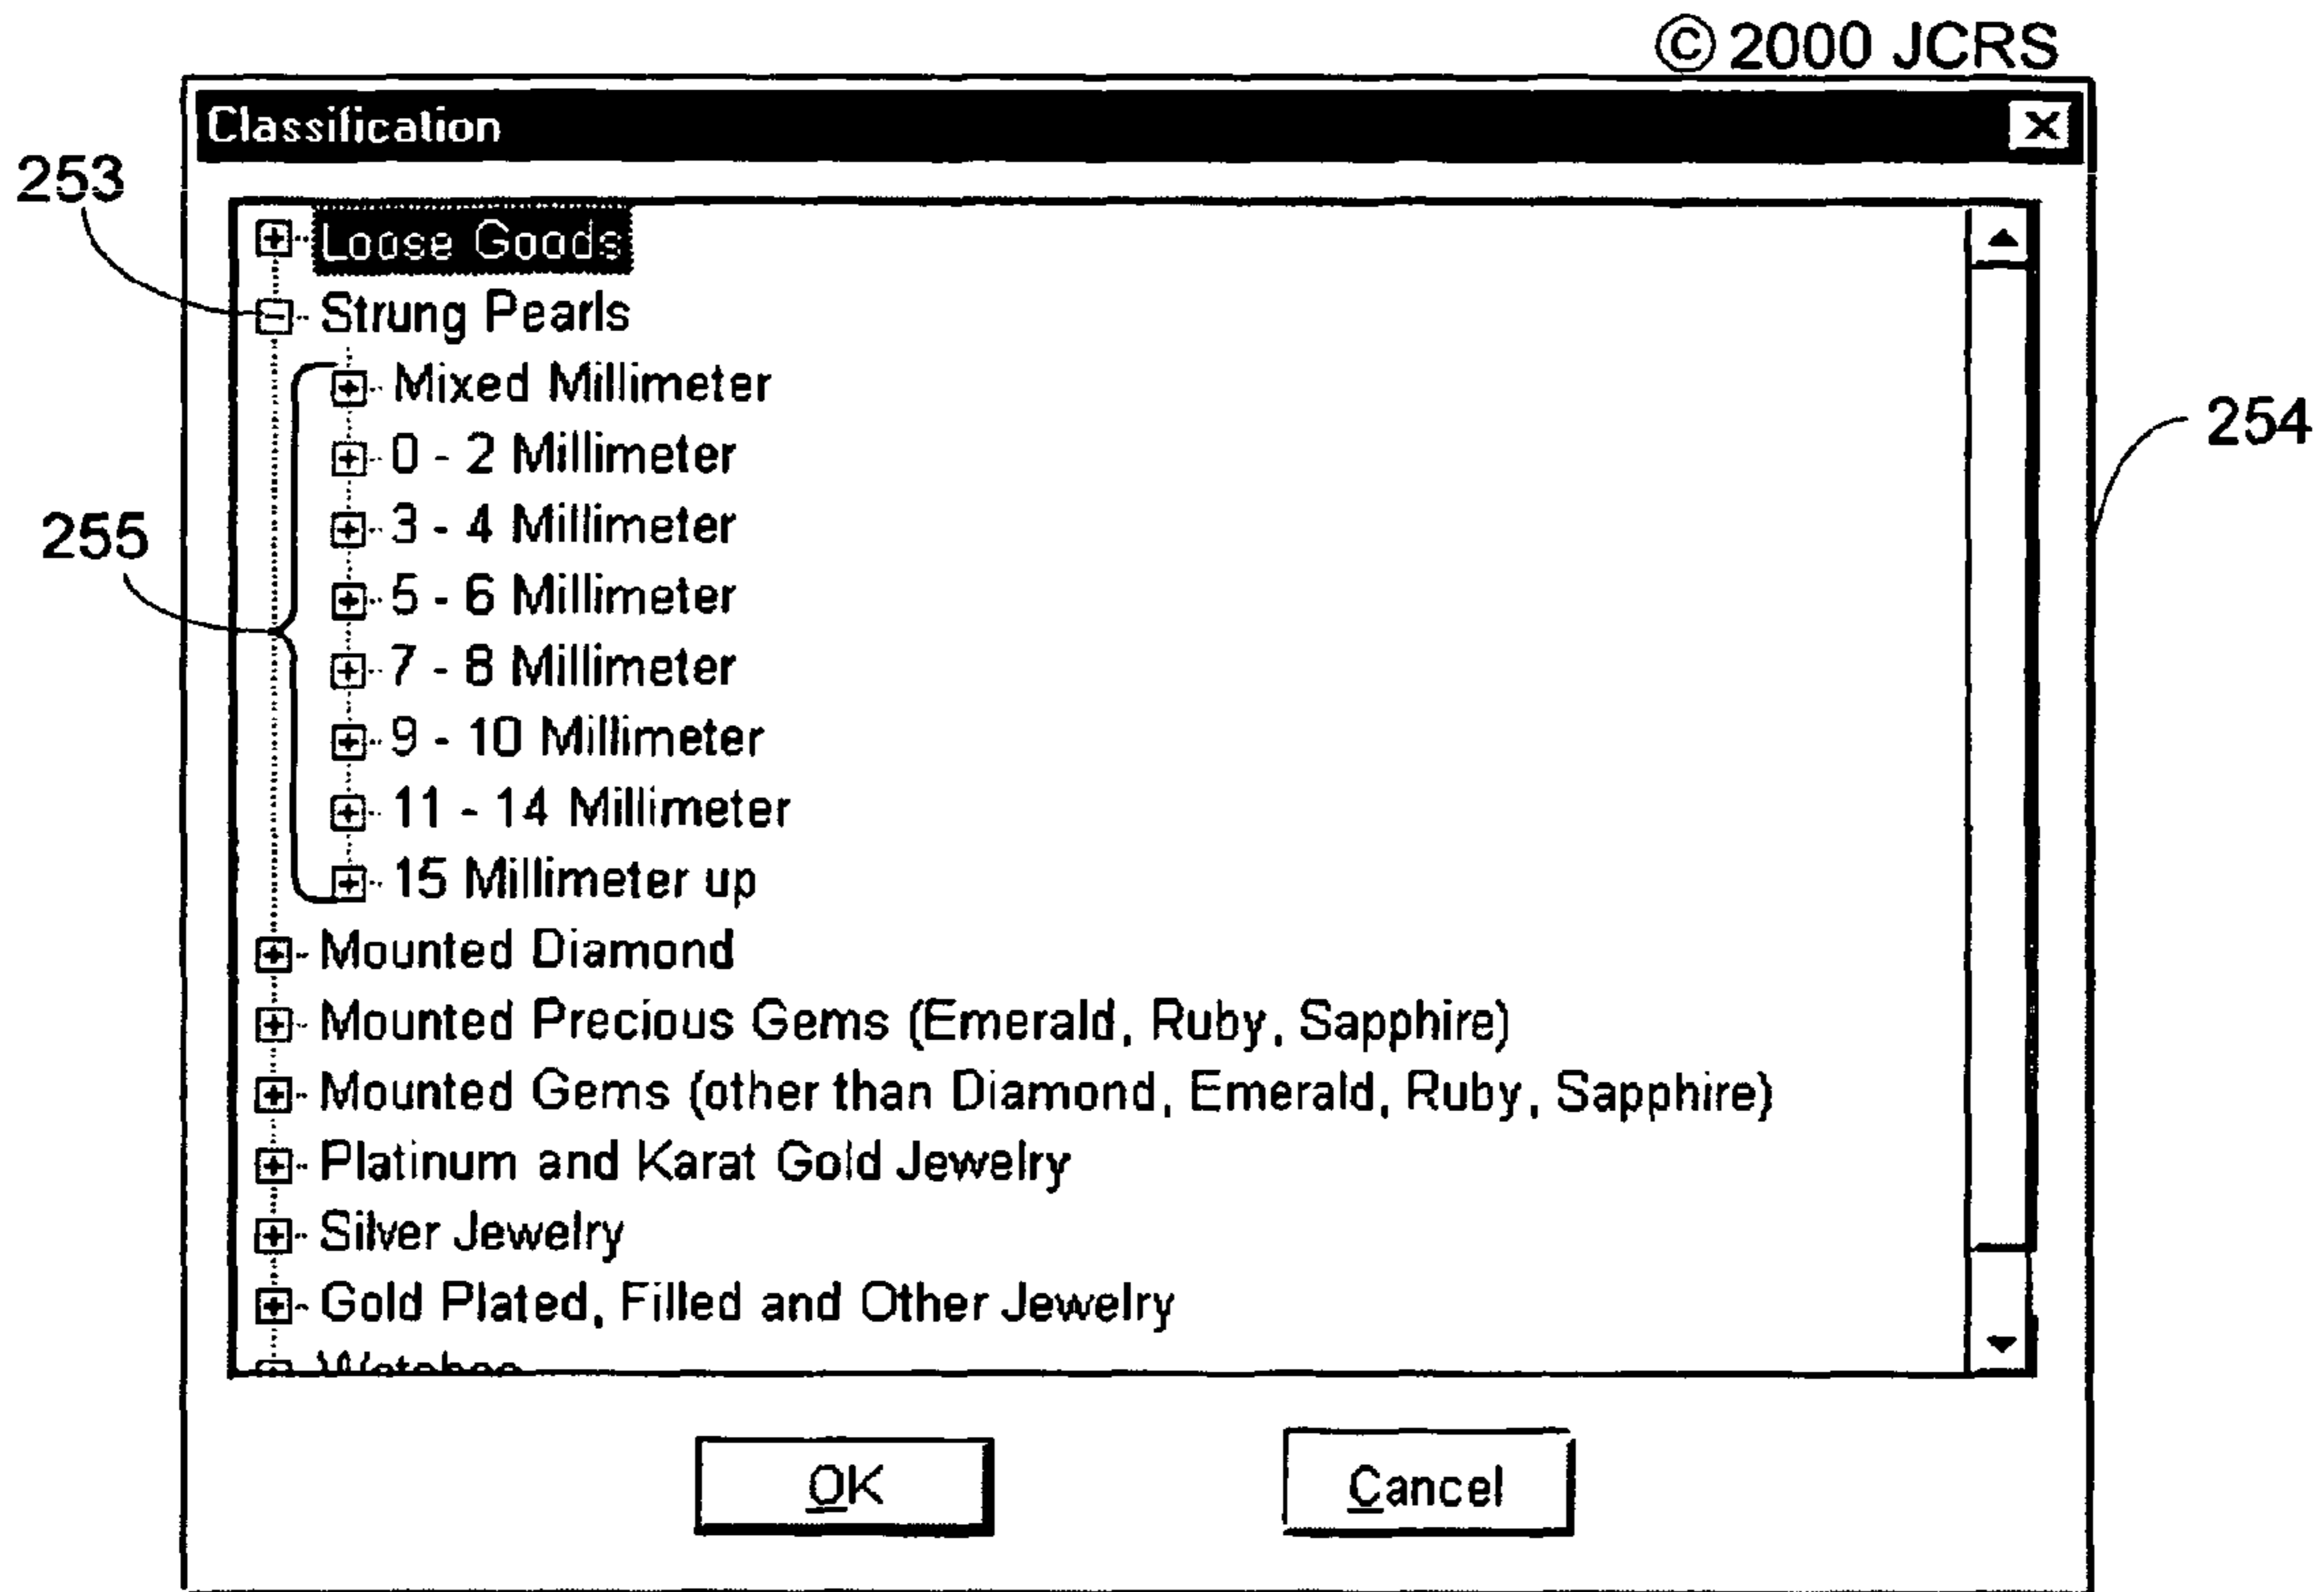 © 2000 JCRS
Classification
253
Loose Goods
Strung Pearls
Mixed Millimeter
0 - 2 Millimeter
254
3 - 4 Millimeter
255
5 - 6 Millimeter
7 - 8 Millimeter
9 - 10 Millimeter
11 - 14 Millimeter
15 Millimeter up
Mounted Diamond
Mounted Precious Gems (Emerald, Ruby, Sapphire)
Mounted Gems (other than Diamond, Emerald, Ruby, Sapphire)
Platinum and Karat Gold Jewelry
Silver Jewelry
Gold Plated, Filled and Other Jewelry
Watches
OK
Cancel